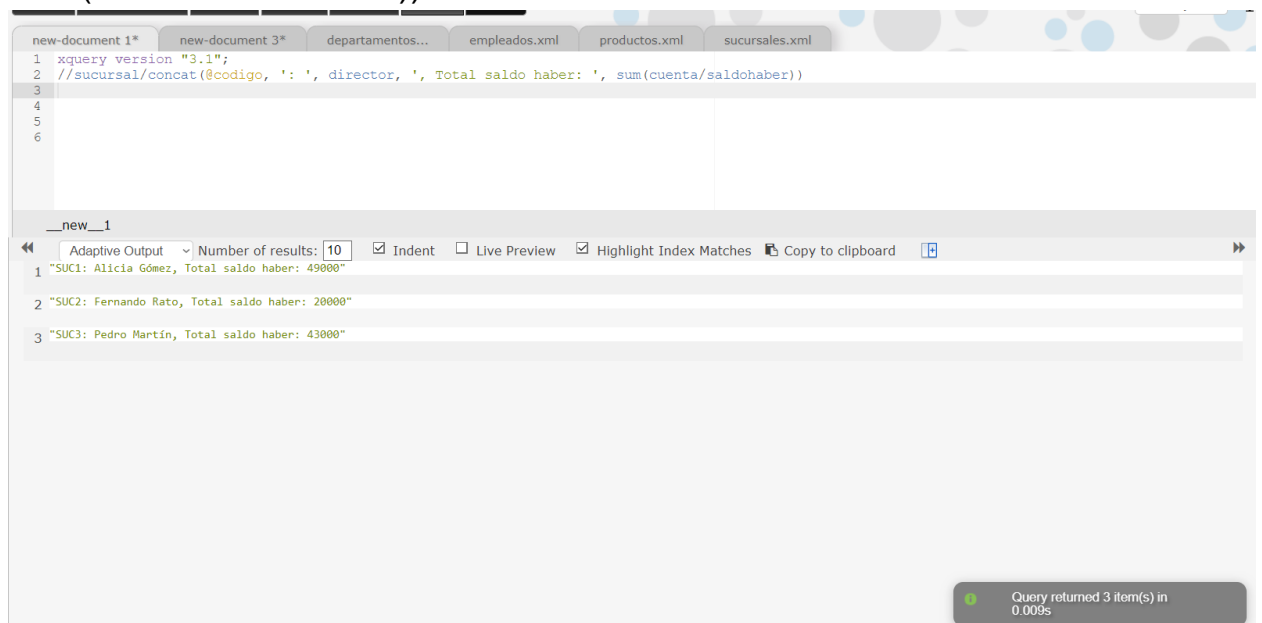 new-document 1* new-document 3* departamentos... empleados.xml productos.xml sucursales.xml
1 xquery version "3.1";
2 //sucursal/concat(@codigo, ': ', director, ', Total saldo haber: ', sum(cuenta/saldohaber))
3
4
5
6
__new__1
Adaptive Output Number of results: 10 Indent Live Preview Highlight Index Matches Copy to clipboard
1 "SUC1: Alicia Gómez, Total saldo haber: 49000"
2 "SUC2: Fernando Rato, Total saldo haber: 20000"
3 "SUC3: Pedro Martín, Total saldo haber: 43000"
Query returned 3 item(s) in
0.009s